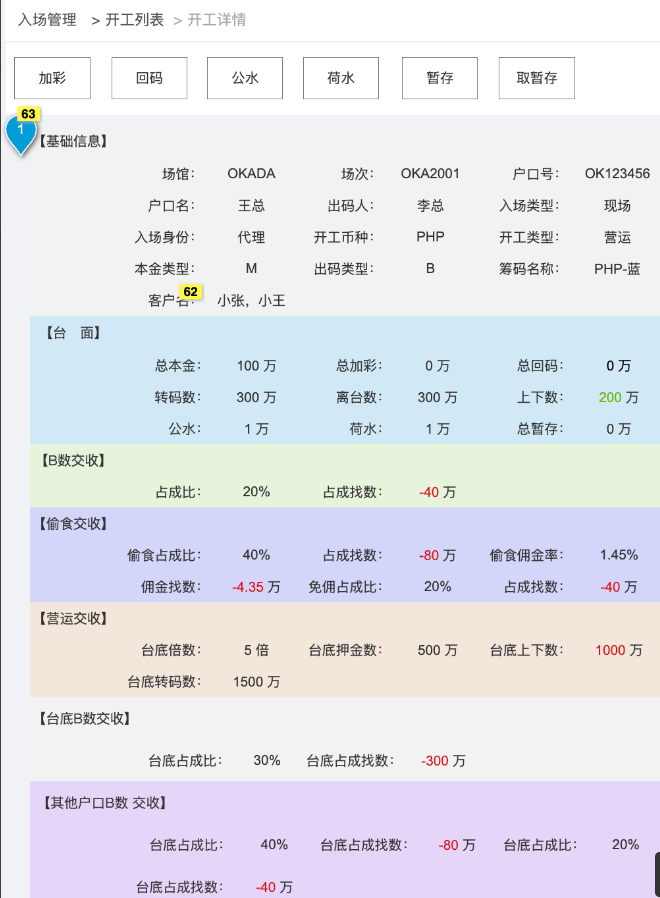 入场管理 > 开工列表 > 开工详情
加彩 回码 公水 荷水 暂存 取暂存
63
1
【基础信息】
场馆： OKADA 场次： OKA2001 户口号： OK123456
户口名： 王总 出码人： 李总 入场类型： 现场
入场身份： 代理 开工币种： PHP 开工类型： 营运
本金类型： M 出码类型： B 筹码名称： PHP-蓝
62
客户名： 小张，小王
【台　面】
总本金： 100 万 总加彩： 0 万 总回码： 0 万
转码数： 300 万 离台数： 300 万 上下数： 200 万
公水： 1 万 荷水： 1 万 总暂存： 0 万
【B数交收】
占成比： 20% 占成找数： -40 万
【偷食交收】
偷食占成比： 40% 占成找数： -80 万 偷食佣金率： 1.45%
佣金找数： -4.35 万 免佣占成比： 20% 占成找数： -40 万
【营运交收】
台底倍数： 5 倍 台底押金数： 500 万 台底上下数： 1000 万
台底转码数： 1500 万
【台底B数交收】
台底占成比： 30% 台底占成找数： -300 万
【其他户口B数 交收】
台底占成比： 40% 台底占成找数： -80 万 台底占成比： 20%
台底占成找数： -40 万